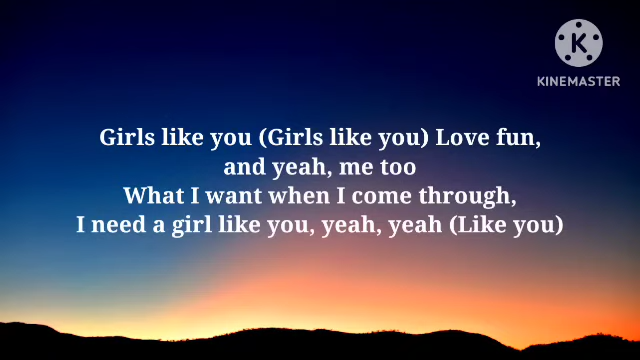 KINEMASTER
Girls like you (Girls like you) Love fun,
and yeah, me too
What I want when I come through,
I need a girl like you, yeah, yeah (Like you)